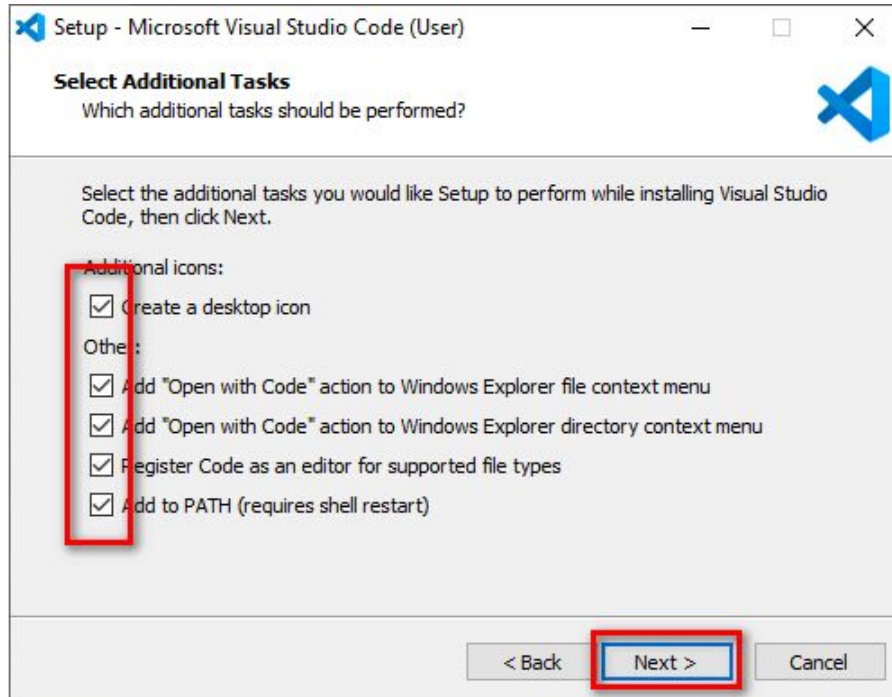 Setup - Microsoft Visual Studio Code (User)
Select Additional Tasks
Which additional tasks should be performed?
Select the additional tasks you would like Setup to perform while installing Visual Studio
Code, then click Next.
Additional icons:
Create a desktop icon
Other:
Add "Open with Code" action to Windows Explorer file context menu
Add "Open with Code" action to Windows Explorer directory context menu
Register Code as an editor for supported file types
Add to PATH (requires shell restart)
< Back Next > Cancel